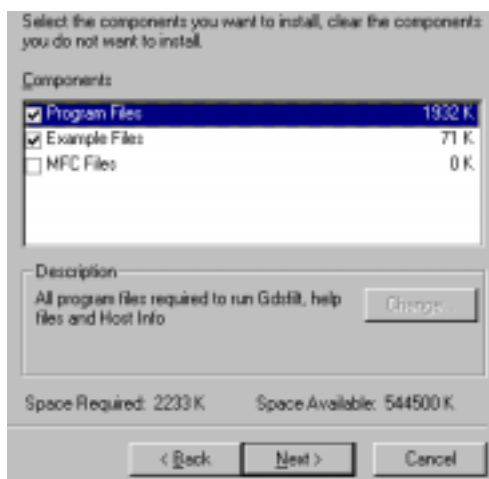 Select the components you want to install, clear the components
you do not want to install.
Components
Program Files 1932 K
Example Files 71 K
MFC Files 0 K
Description
All program files required to run Gdsfilt, help
files and Host Info
Change...
Space Required: 2233 K Space Available: 544500 K
< Back Next > Cancel